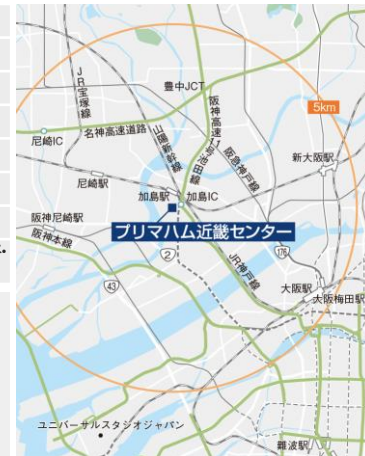 JR宝塚線
豊中JCT
阪神高速11号池田線
5km
尼崎IC
名神高速道路
山陽新幹線
阪急神戸線
新大阪駅
尼崎駅
加島駅
加島IC
プリマハム近畿センター
阪神尼崎駅
阪神本線
2
176
JR神戸線
43
大阪駅
大阪梅田駅
ユニバーサルスタジオジャパン
難波駅